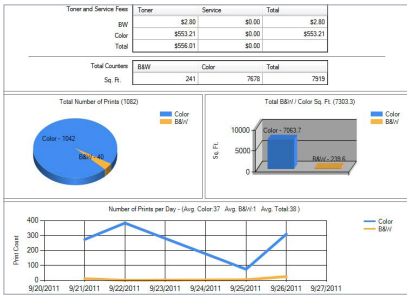 Toner and Service Fees Toner Service Total
BW $2.80 $0.00 $2.80
Color $553.21 $0.00 $553.21
Total $556.01 $0.00
Total Counters B&W Color Total
Sq. Ft. 241 7678 7919
Total Number of Prints (1082)
Color
B&W
Color - 1042
B&W - 40
Total B&W / Color Sq. Ft. (7303.3)
Color
B&W
Sq. Ft.
10000
5000
0
Color - 7063.7
B&W - 239.6
Number of Prints per Day - (Avg. Color:37 Avg. B&W:1 Avg. Total:38 )
Color
B&W
Print Count
400
300
200
100
0
9/20/2011 9/21/2011 9/22/2011 9/23/2011 9/24/2011 9/25/2011 9/26/2011 9/27/2011